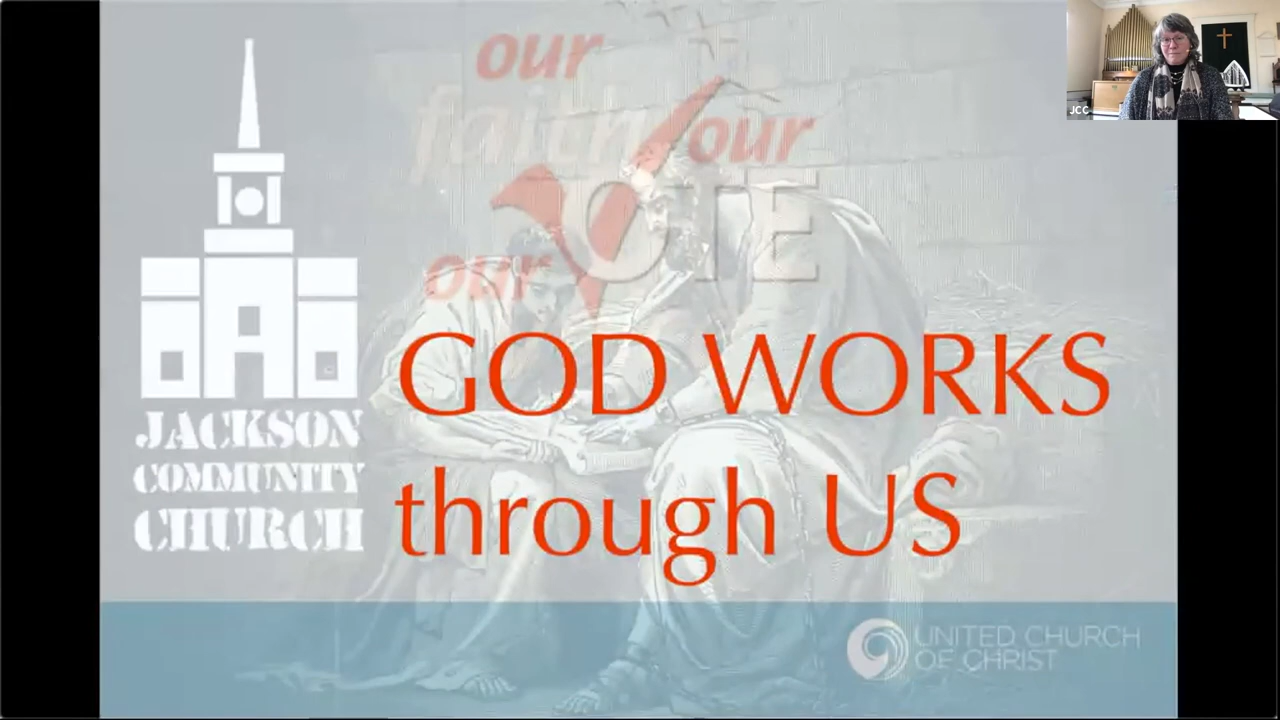 our
faith
our
VOTE
our
GOD WORKS
through US
JACKSON
COMMUNITY
CHURCH
UNITED CHURCH
OF CHRIST
JCC